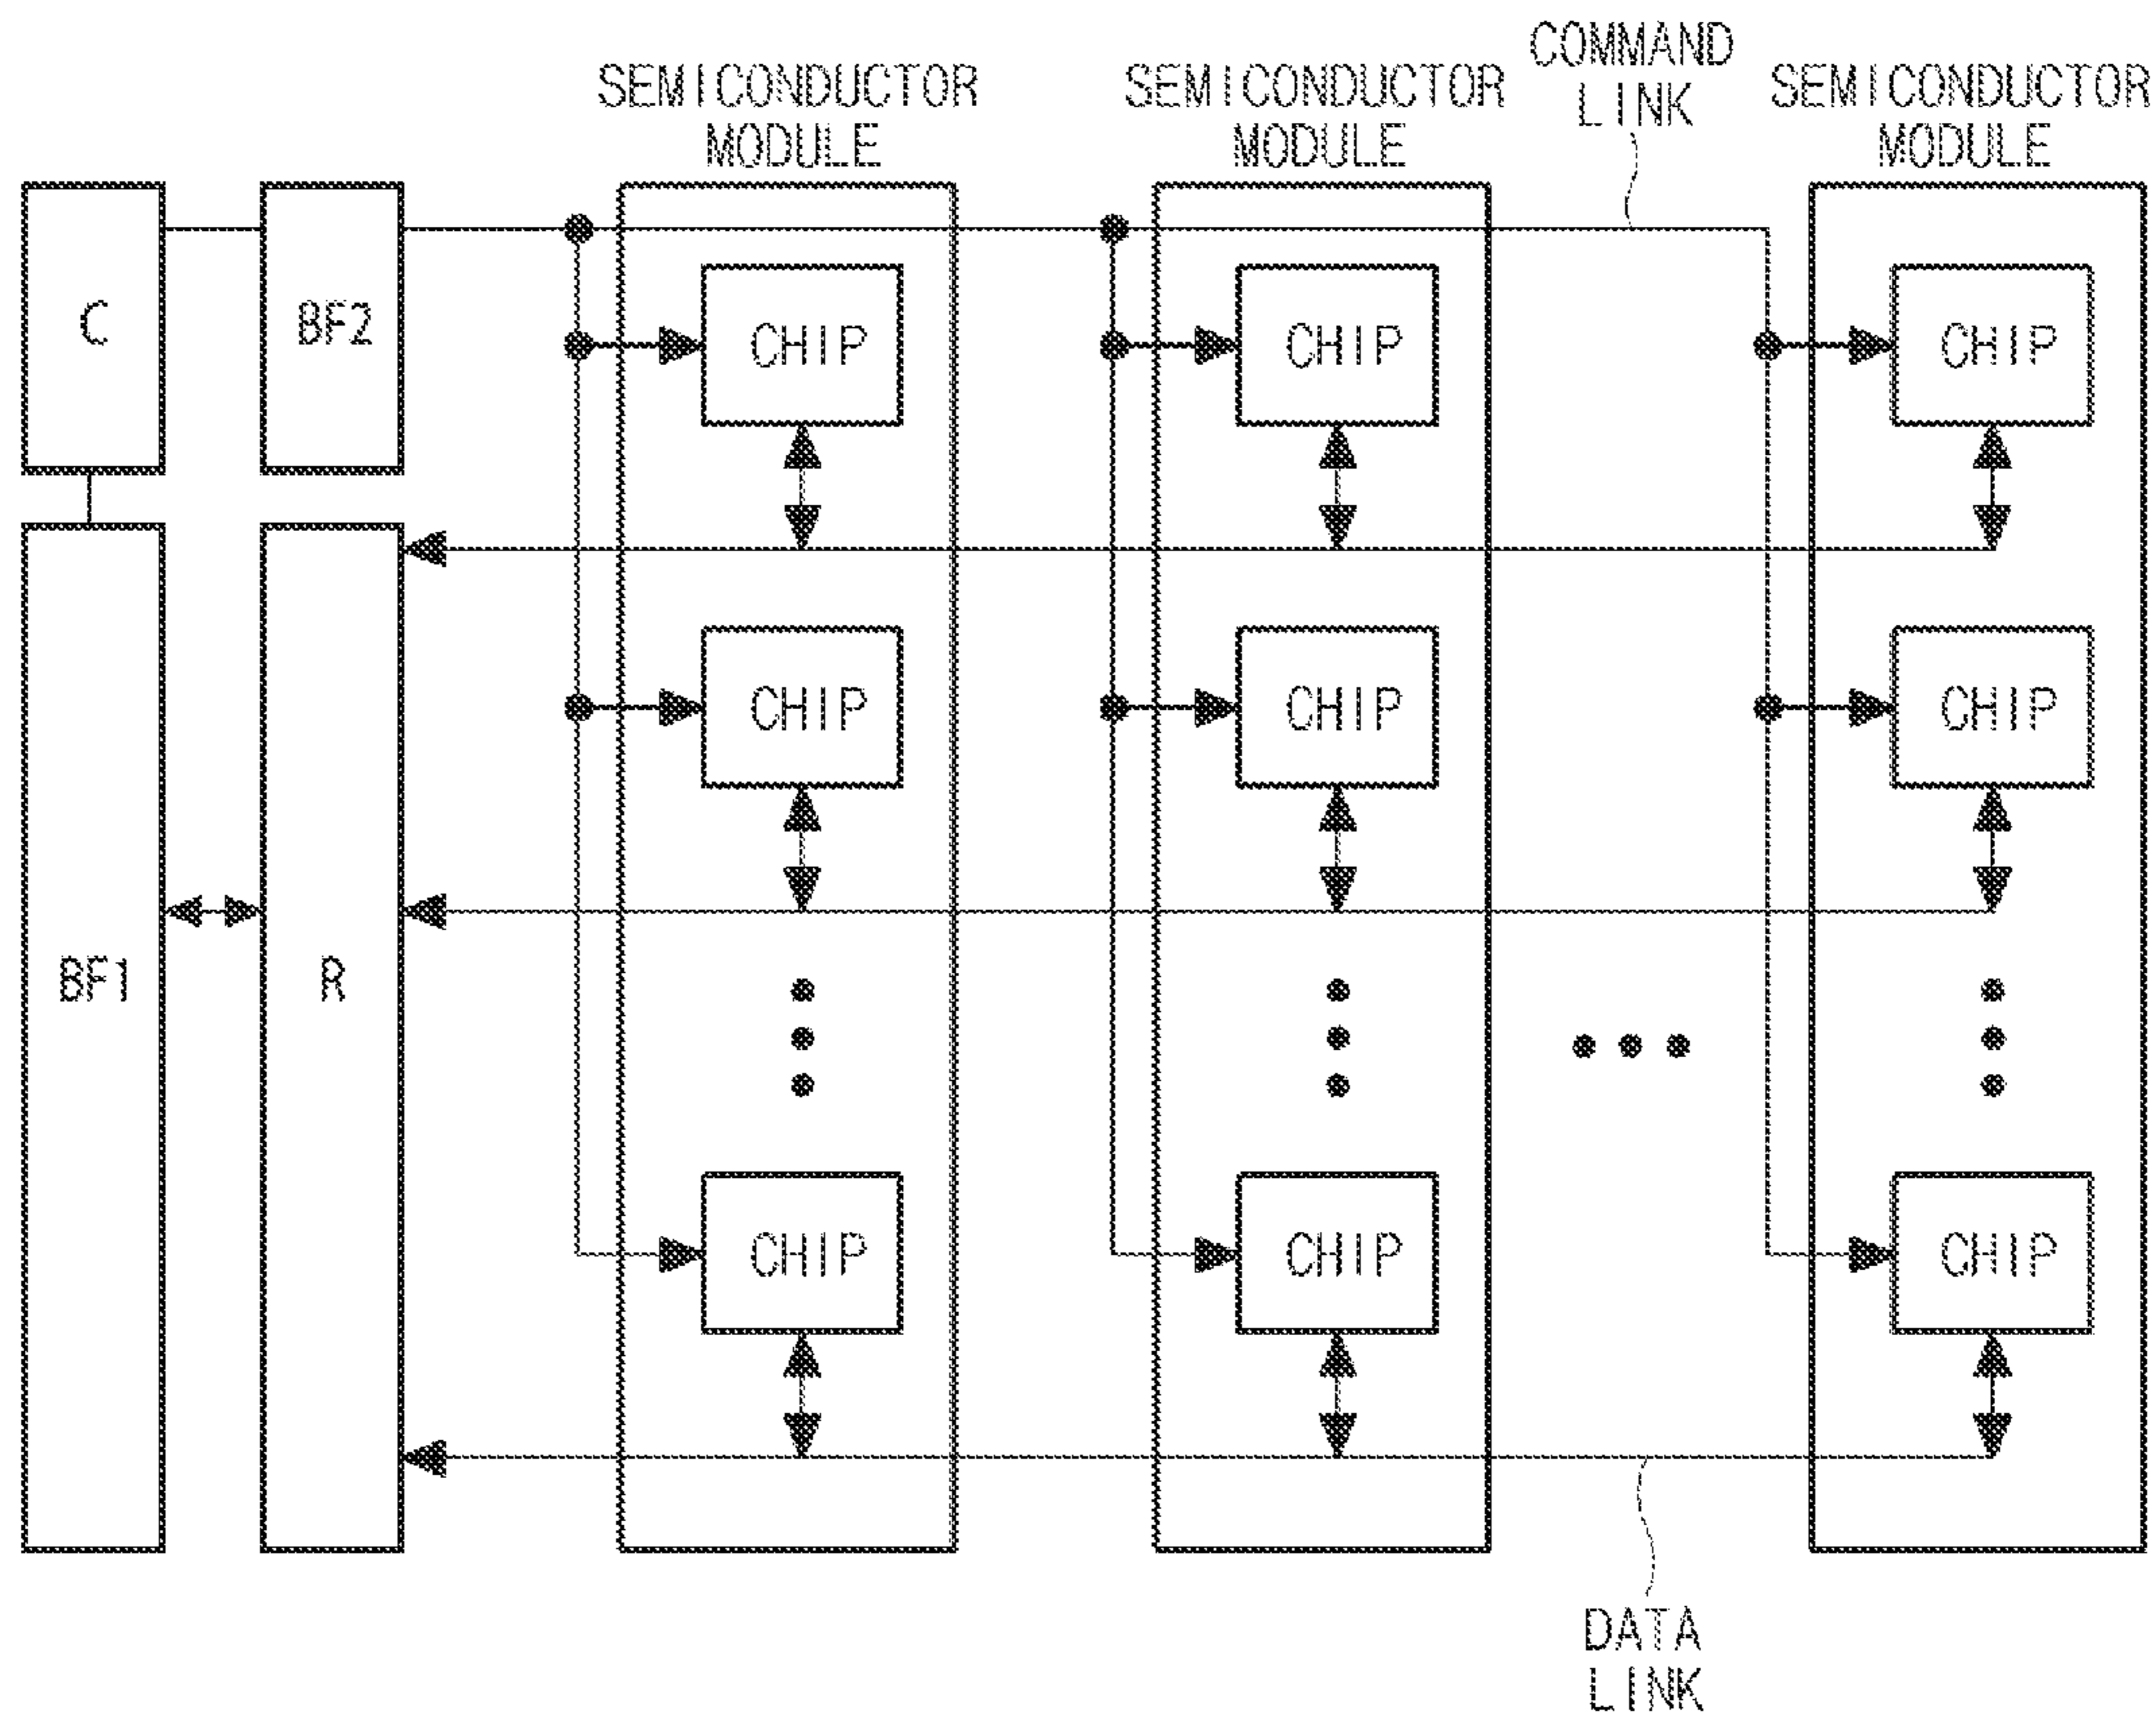 COMMAND
LINK
SEMICONDUCTOR
MODULE
SEMICONDUCTOR
MODULE
SEMICONDUCTOR
MODULE
C
BF2
CHIP
CHIP
CHIP
CHIP
CHIP
CHIP
BF1
R
CHIP
CHIP
CHIP
DATA
LINK